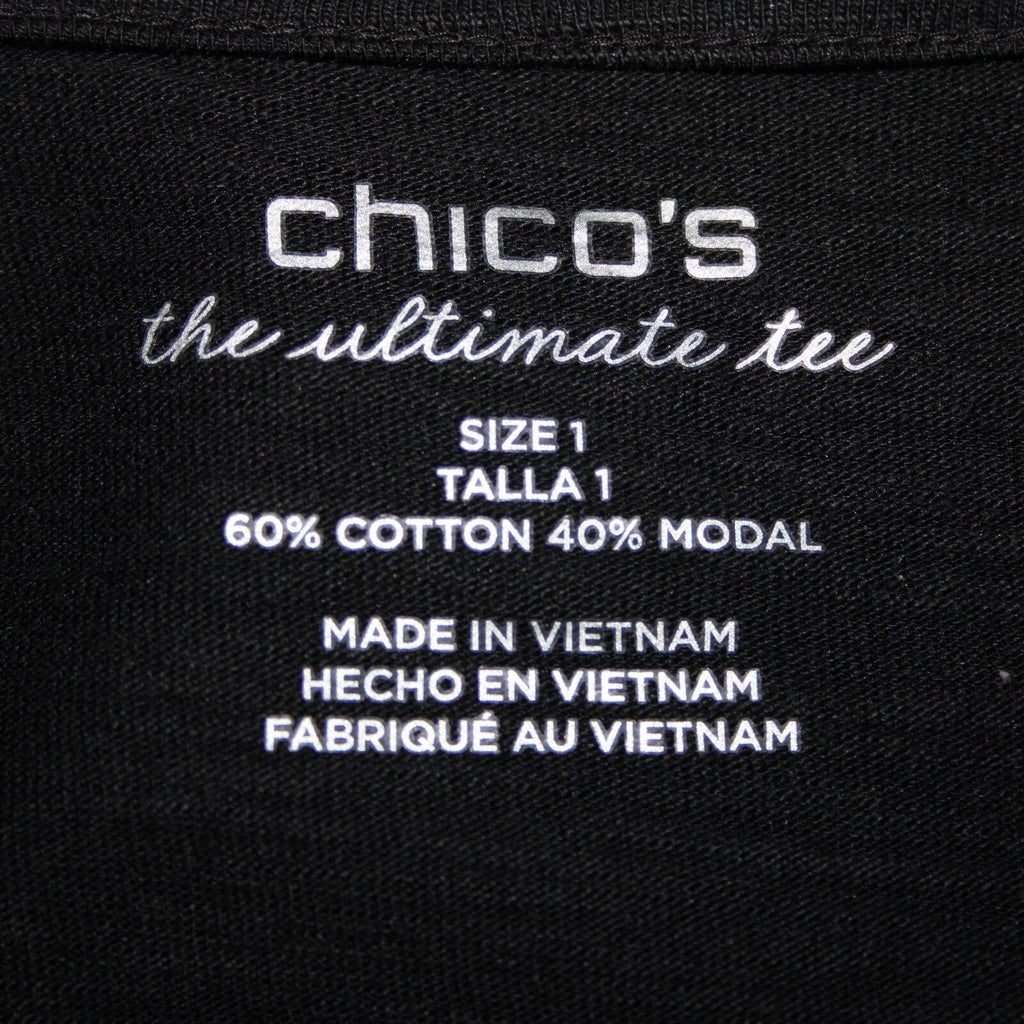 chico's
the ultimate tee
SIZE 1
TALLA 1
60% COTTON 40% MODAL
MADE IN VIETNAM
HECHO EN VIETNAM
FABRIQUÉ AU VIETNAM